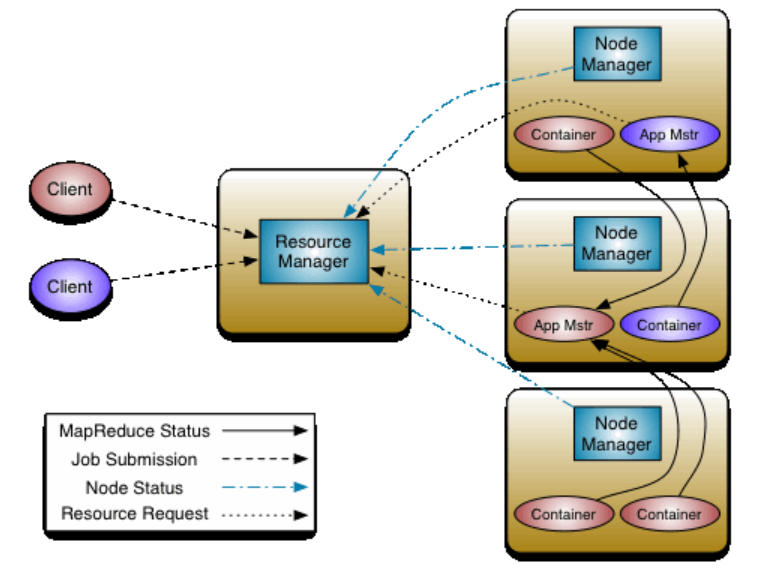 Node
Manager
Container
App Mstr
Client
Resource
Manager
Client
Node
Manager
App Mstr
Container
Node
Manager
Container
Container
MapReduce Status
Job Submission
Node Status
Resource Request